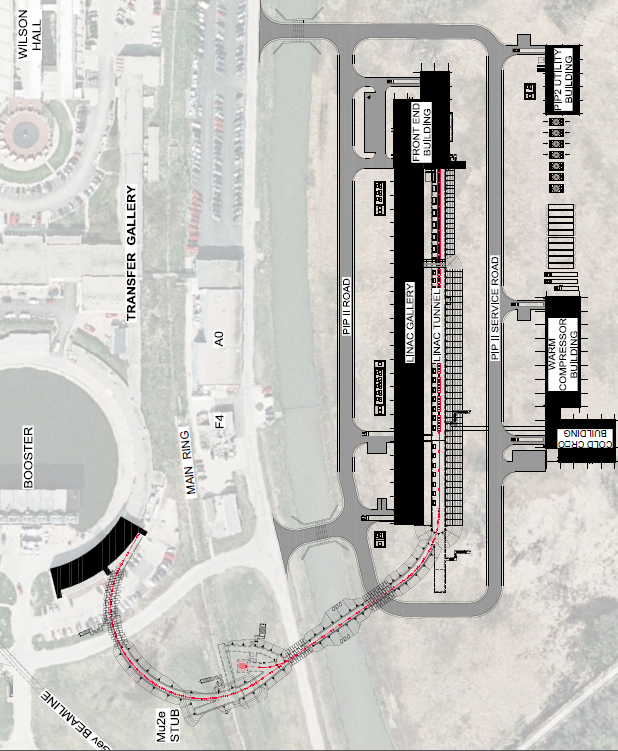 WILSON
HALL
TRANSFER GALLERY
BOOSTER
MAIN RING
A0
F4
PIP II ROAD
FRONT END
BUILDING
LINAC GALLERY
LINAC TUNNEL
PIP II SERVICE ROAD
PIP2 UTILITY
BUILDING
WARM
COMPRESSOR
BUILDING
COLD CRYO
BUILDING
Mu2e
STUB
BEAMLINE